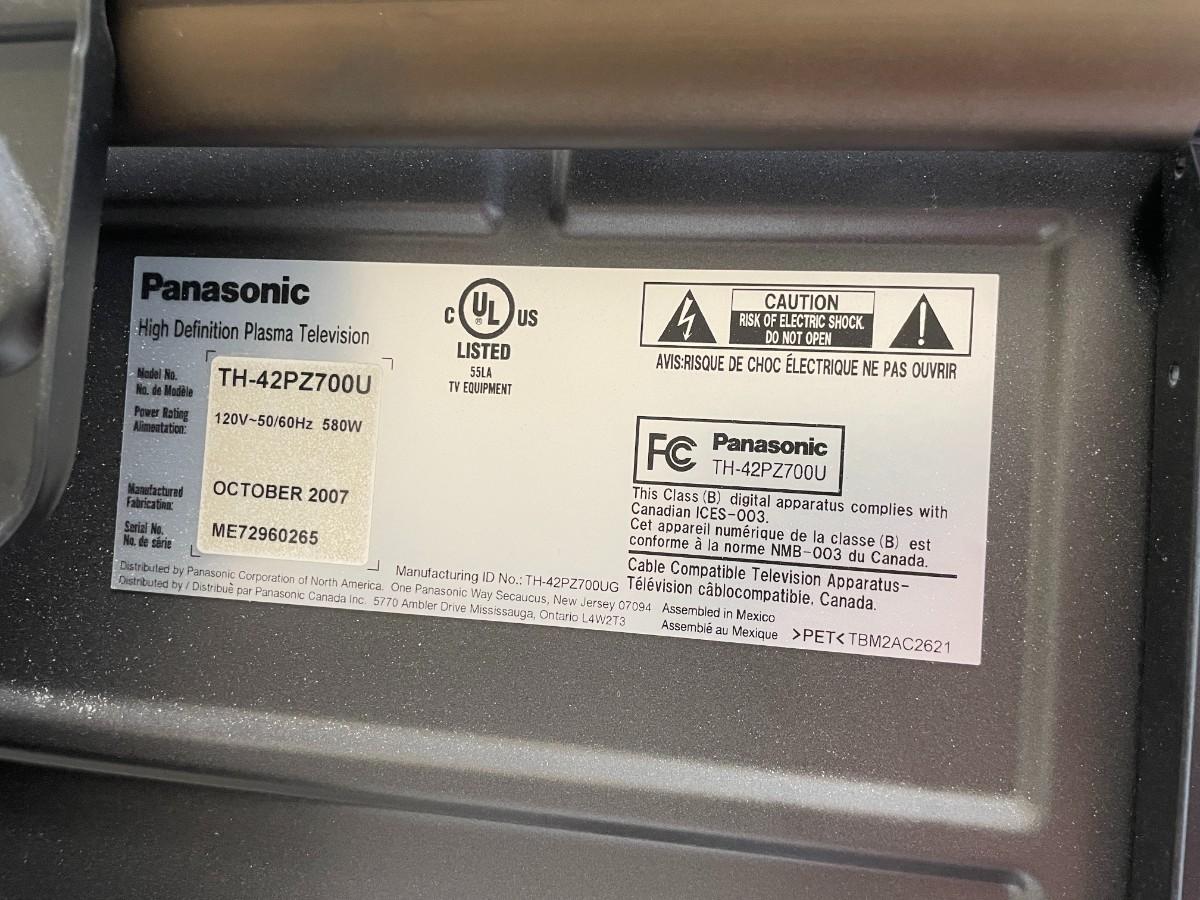 Panasonic
High Definition Plasma Television
Model No.
No. de Modèle
TH-42PZ700U
Power Rating
Alimentation:
120V~50/60Hz 580W
Manufactured
Fabrication:
OCTOBER 2007
Serial No.
No. de série
ME72960265
C UL® US
LISTED
55LA
TV EQUIPMENT
CAUTION
RISK OF ELECTRIC SHOCK.
DO NOT OPEN
AVIS:RISQUE DE CHOC ÉLECTRIQUE NE PAS OUVRIR
FC Panasonic
TH-42PZ700U
This Class (B) digital apparatus complies with
Canadian ICES-003.
Cet appareil numérique de la classe (B) est
conforme à la norme NMB-003 du Canada.
Cable Compatible Television Apparatus-
Télévision câblocompatible, Canada.
Manufacturing ID No.: TH-42PZ700UG
Distributed by Panasonic Corporation of North America. One Panasonic Way Secaucus, New Jersey 07094
Distributed by / Distribuè par Panasonic Canada Inc. 5770 Ambler Drive Mississauga, Ontario L4W2T3
Assembled in Mexico
Assemblé au Mexique >PET< TBM2AC2621